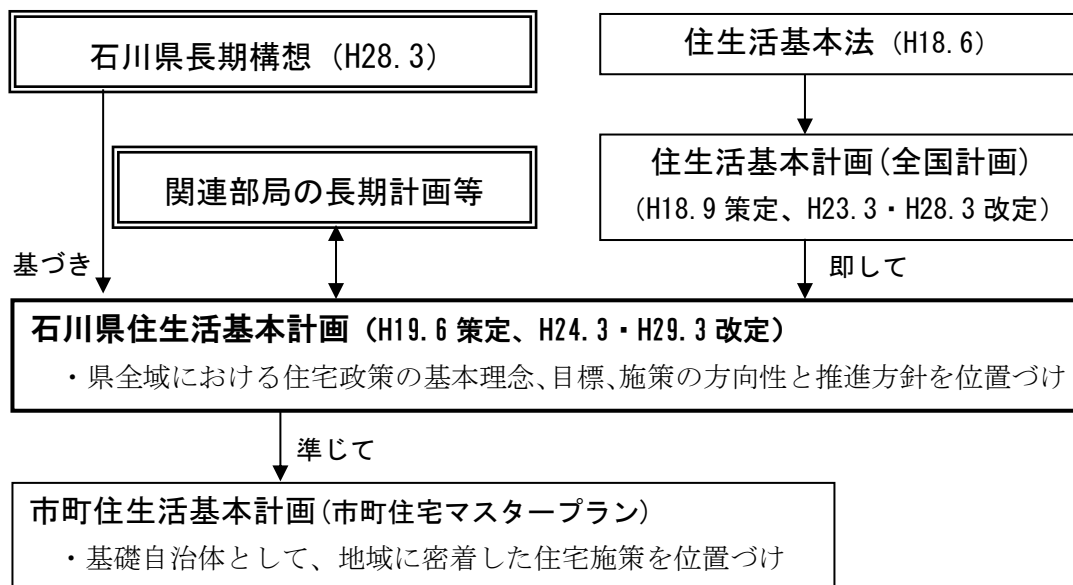 石川県長期構想（H28.3）
住生活基本法（H18.6）
住生活基本計画（全国計画）
（H18.9 策定、H23.3・H28.3 改定）
関連部局の長期計画等
基づき
即して
石川県住生活基本計画（H19.6 策定、H24.3・H29.3 改定）
・県全域における住宅政策の基本理念、目標、施策の方向性と推進方針を位置づけ
準じて
市町住生活基本計画（市町住宅マスタープラン）
・基礎自治体として、地域に密着した住宅施策を位置づけ